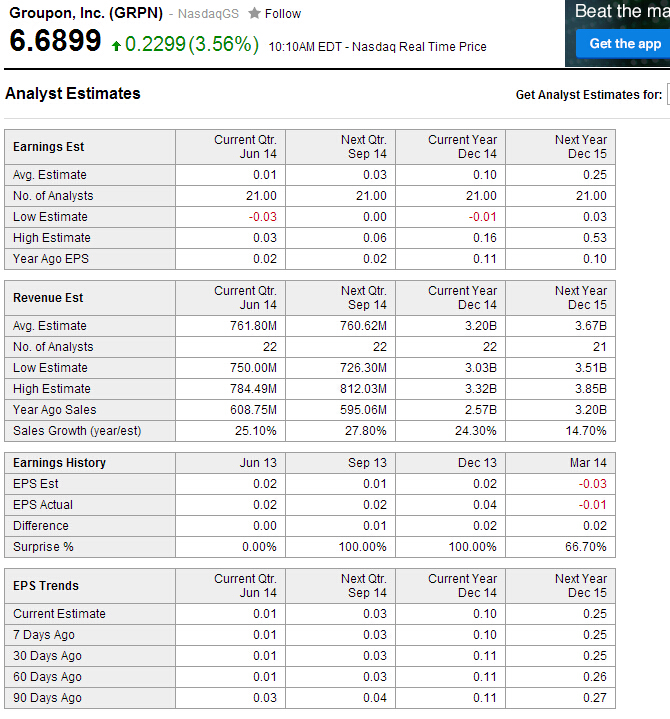 Groupon, Inc. (GRPN) - NasdaqGS ★ Follow
6.6899 0.2299(3.56%) 10:10AM EDT - Nasdaq Real Time Price
Beat the ma
Get the app
Analyst Estimates
Get Analyst Estimates for:
Earnings Est Current Qtr. Jun 14 Next Qtr. Sep 14 Current Year Dec 14 Next Year Dec 15
Avg. Estimate 0.01 0.03 0.10 0.25
No. of Analysts 21.00 21.00 21.00 21.00
Low Estimate -0.03 0.00 -0.01 0.03
High Estimate 0.03 0.06 0.16 0.53
Year Ago EPS 0.02 0.02 0.11 0.10
Revenue Est Current Qtr. Jun 14 Next Qtr. Sep 14 Current Year Dec 14 Next Year Dec 15
Avg. Estimate 761.80M 760.62M 3.20B 3.67B
No. of Analysts 22 22 22 21
Low Estimate 750.00M 726.30M 3.03B 3.51B
High Estimate 784.49M 812.03M 3.32B 3.85B
Year Ago Sales 608.75M 595.06M 2.57B 3.20B
Sales Growth (year/est) 25.10% 27.80% 24.30% 14.70%
Earnings History Jun 13 Sep 13 Dec 13 Mar 14
EPS Est 0.02 0.01 0.02 -0.03
EPS Actual 0.02 0.02 0.04 -0.01
Difference 0.00 0.01 0.02 0.02
Surprise % 0.00% 100.00% 100.00% 66.70%
EPS Trends Current Qtr. Jun 14 Next Qtr. Sep 14 Current Year Dec 14 Next Year Dec 15
Current Estimate 0.01 0.03 0.10 0.25
7 Days Ago 0.01 0.03 0.10 0.25
30 Days Ago 0.01 0.03 0.11 0.25
60 Days Ago 0.01 0.03 0.11 0.26
90 Days Ago 0.03 0.04 0.11 0.27